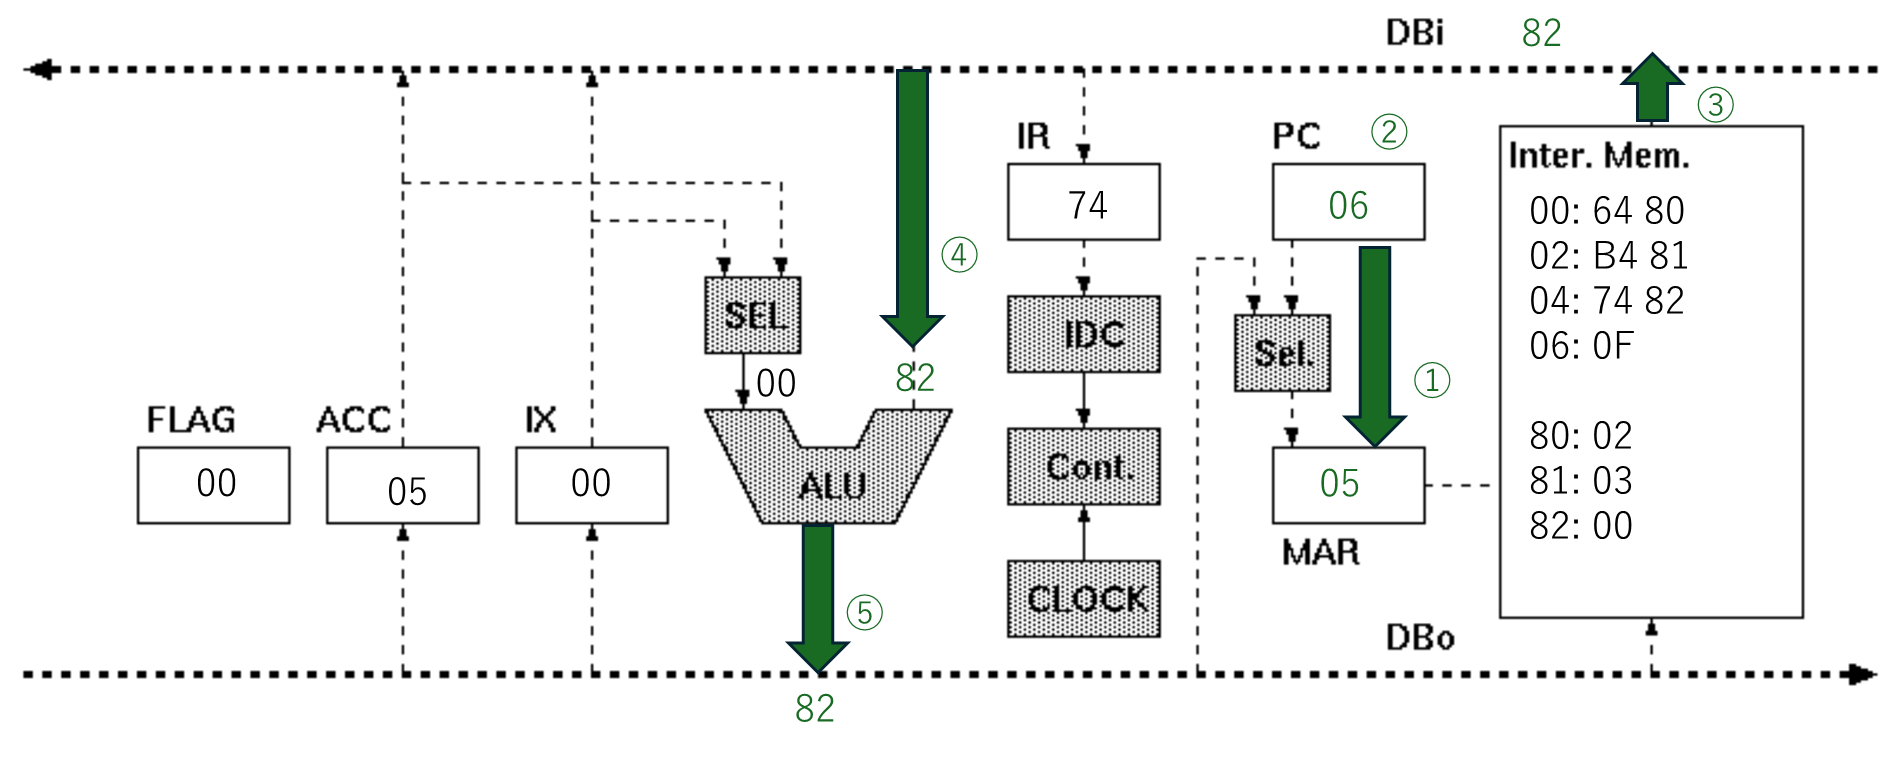 DBi 82
③
IR
PC ②
Inter. Mem.
74
06
00: 64 80
02: B4 81
04: 74 82
06: 0F
80: 02
81: 03
82: 00
④
SEL
IDC
Sel.
①
00
82
FLAG
ACC
IX
ALU
Cont.
00
05
00
05
MAR
CLOCK
⑤
DBo
82